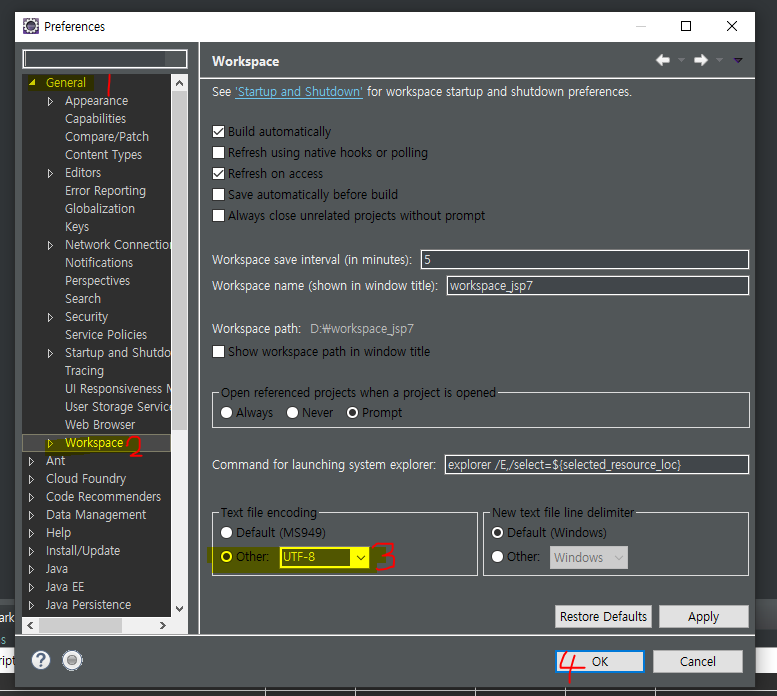 Preferences
General
1
Appearance
Capabilities
Compare/Patch
Content Types
Editors
Error Reporting
Globalization
Keys
Network Connection
Notifications
Perspectives
Search
Security
Service Policies
Startup and Shutdo
Tracing
UI Responsiveness M
User Storage Service
Web Browser
Workspace 2
Ant
Cloud Foundry
Code Recommenders
Data Management
Help
Install/Update
Java
Java EE
Java Persistence
Workspace
See 'Startup and Shutdown' for workspace startup and shutdown preferences.
Build automatically
Refresh using native hooks or polling
Refresh on access
Save automatically before build
Always close unrelated projects without prompt
Workspace save interval (in minutes): 5
Workspace name (shown in window title): workspace_jsp7
Workspace path: D:₩workspace_jsp7
Show workspace path in window title
Open referenced projects when a project is opened
Always Never Prompt
Command for launching system explorer: explorer /E,/select=${selected_resource_loc}
Text file encoding
Default (MS949)
Other: UTF-8 3
New text file line delimiter
Default (Windows)
Other: Windows
Restore Defaults Apply
4 OK Cancel